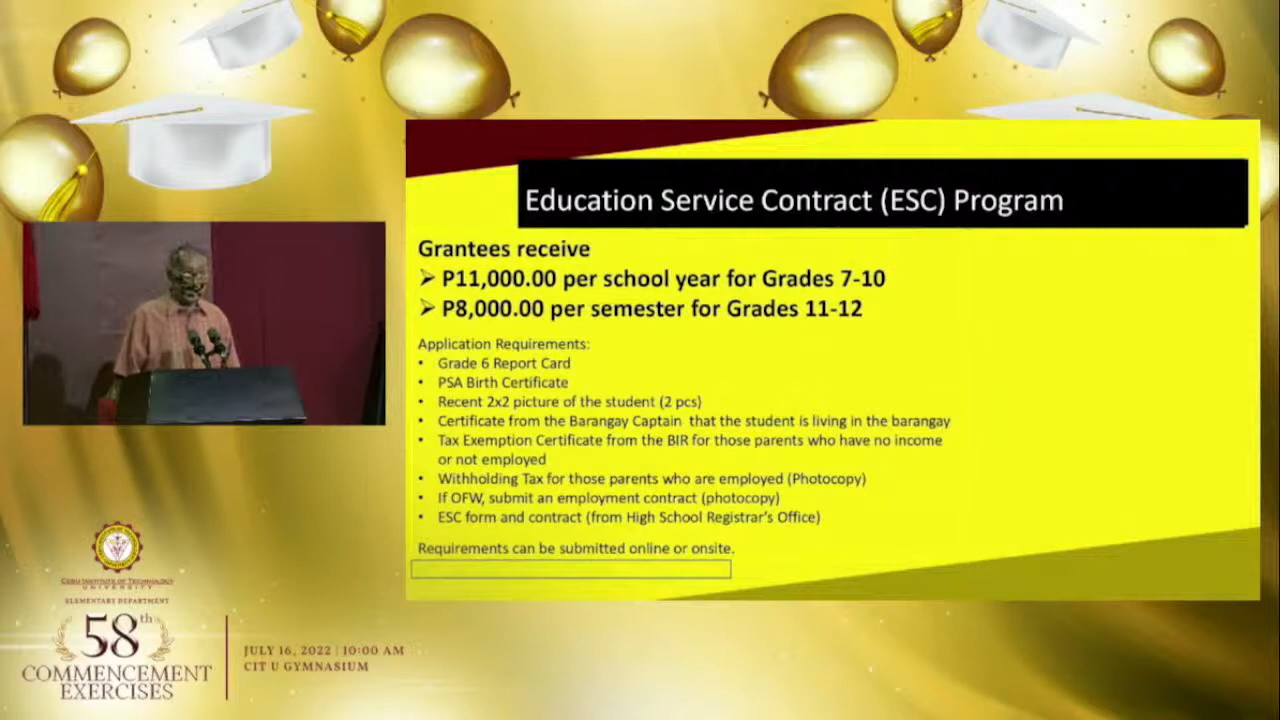 Education Service Contract (ESC) Program
Grantees receive
➢ P11,000.00 per school year for Grades 7-10
➢ P8,000.00 per semester for Grades 11-12
Application Requirements:
• Grade 6 Report Card
• PSA Birth Certificate
• Recent 2x2 picture of the student (2 pcs)
• Certificate from the Barangay Captain that the student is living in the barangay
• Tax Exemption Certificate from the BIR for those parents who have no income
or not employed
• Withholding Tax for those parents who are employed (Photocopy)
• If OFW, submit an employment contract (photocopy)
• ESC form and contract (from High School Registrar's Office)
Requirements can be submitted online or onsite.
CEBU INSTITUTE OF TECHNOLOGY
UNIVERSITY
ELEMENTARY DEPARTMENT
58th
COMMENCEMENT
EXERCISES
JULY 16, 2022 | 10:00 AM
CIT U GYMNASIUM